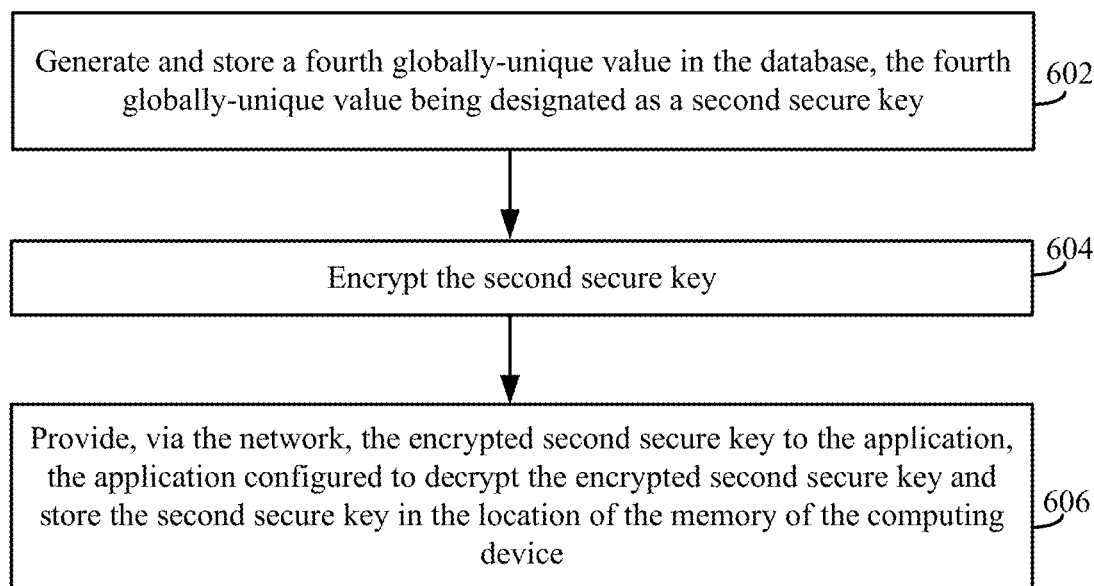 Generate and store a fourth globally-unique value in the database, the fourth
globally-unique value being designated as a second secure key
602
Encrypt the second secure key
604
Provide, via the network, the encrypted second secure key to the application,
the application configured to decrypt the encrypted second secure key and
store the second secure key in the location of the memory of the computing
device
606